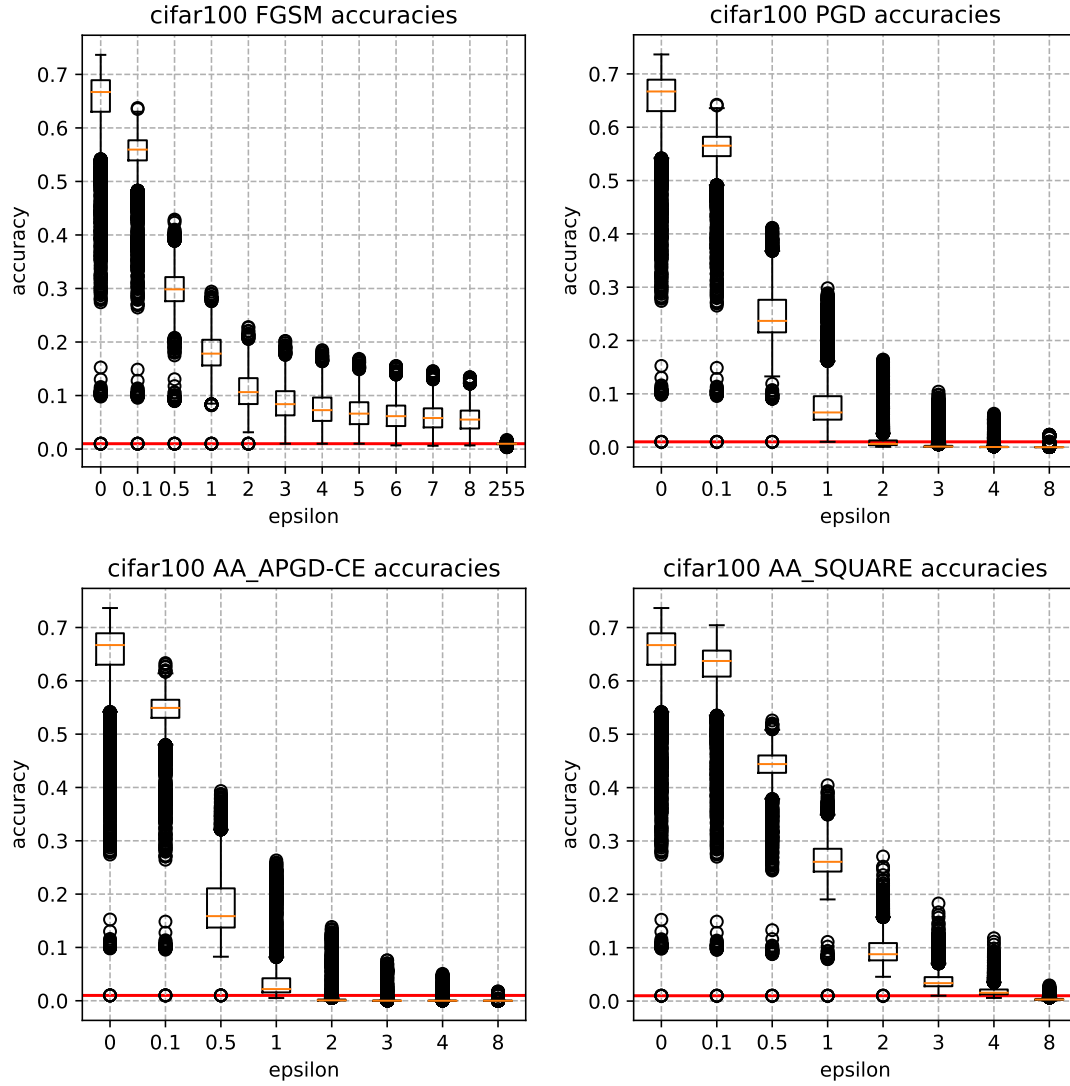 cifar100 FGSM accuracies
accuracy
0.7
0.6
0.5
0.4
0.3
0.2
0.1
0.0
0 0.1 0.5 1 2 3 4 5 6 7 8 255
epsilon
cifar100 PGD accuracies
accuracy
0.7
0.6
0.5
0.4
0.3
0.2
0.1
0.0
0 0.1 0.5 1 2 3 4 8
epsilon
cifar100 AA_APGD-CE accuracies
accuracy
0.7
0.6
0.5
0.4
0.3
0.2
0.1
0.0
0 0.1 0.5 1 2 3 4 8
epsilon
cifar100 AA_SQUARE accuracies
accuracy
0.7
0.6
0.5
0.4
0.3
0.2
0.1
0.0
0 0.1 0.5 1 2 3 4 8
epsilon